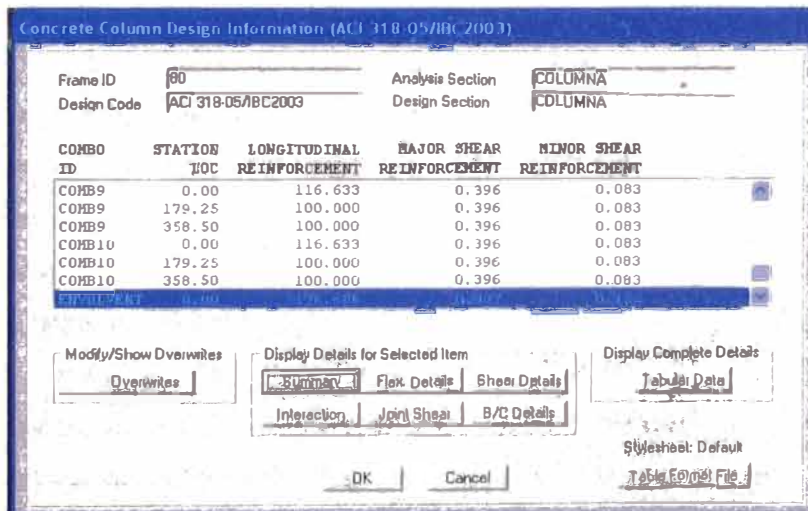 Concrete Column Design Information (ACI 318-05/IBC2003)
Frame ID 80 Analysis Section COLUMNA
Design Code ACI 318-05/IBC2003 Design Section COLUMNA
COMBO STATION LONGITUDINAL MAJOR SHEAR MINOR SHEAR
ID LOC REINFORCEMENT REINFORCEMENT REINFORCEMENT
COMB9 0.00 116.633 0.396 0.083
COMB9 179.25 100.000 0.396 0.083
COMB9 358.50 100.000 0.396 0.083
COMB10 0.00 116.633 0.396 0.083
COMB10 179.25 100.000 0.396 0.083
COMB10 358.50 100.000 0.396 0.083
0.00
Modify/Show Overwrites Display Details for Selected Item Display Complete Details
Overwrites Summary Flex. Details Shear Details Tabular Data
Interaction Joint Shear B/C Details
Stylesheet: Default
OK Cancel Table Format File